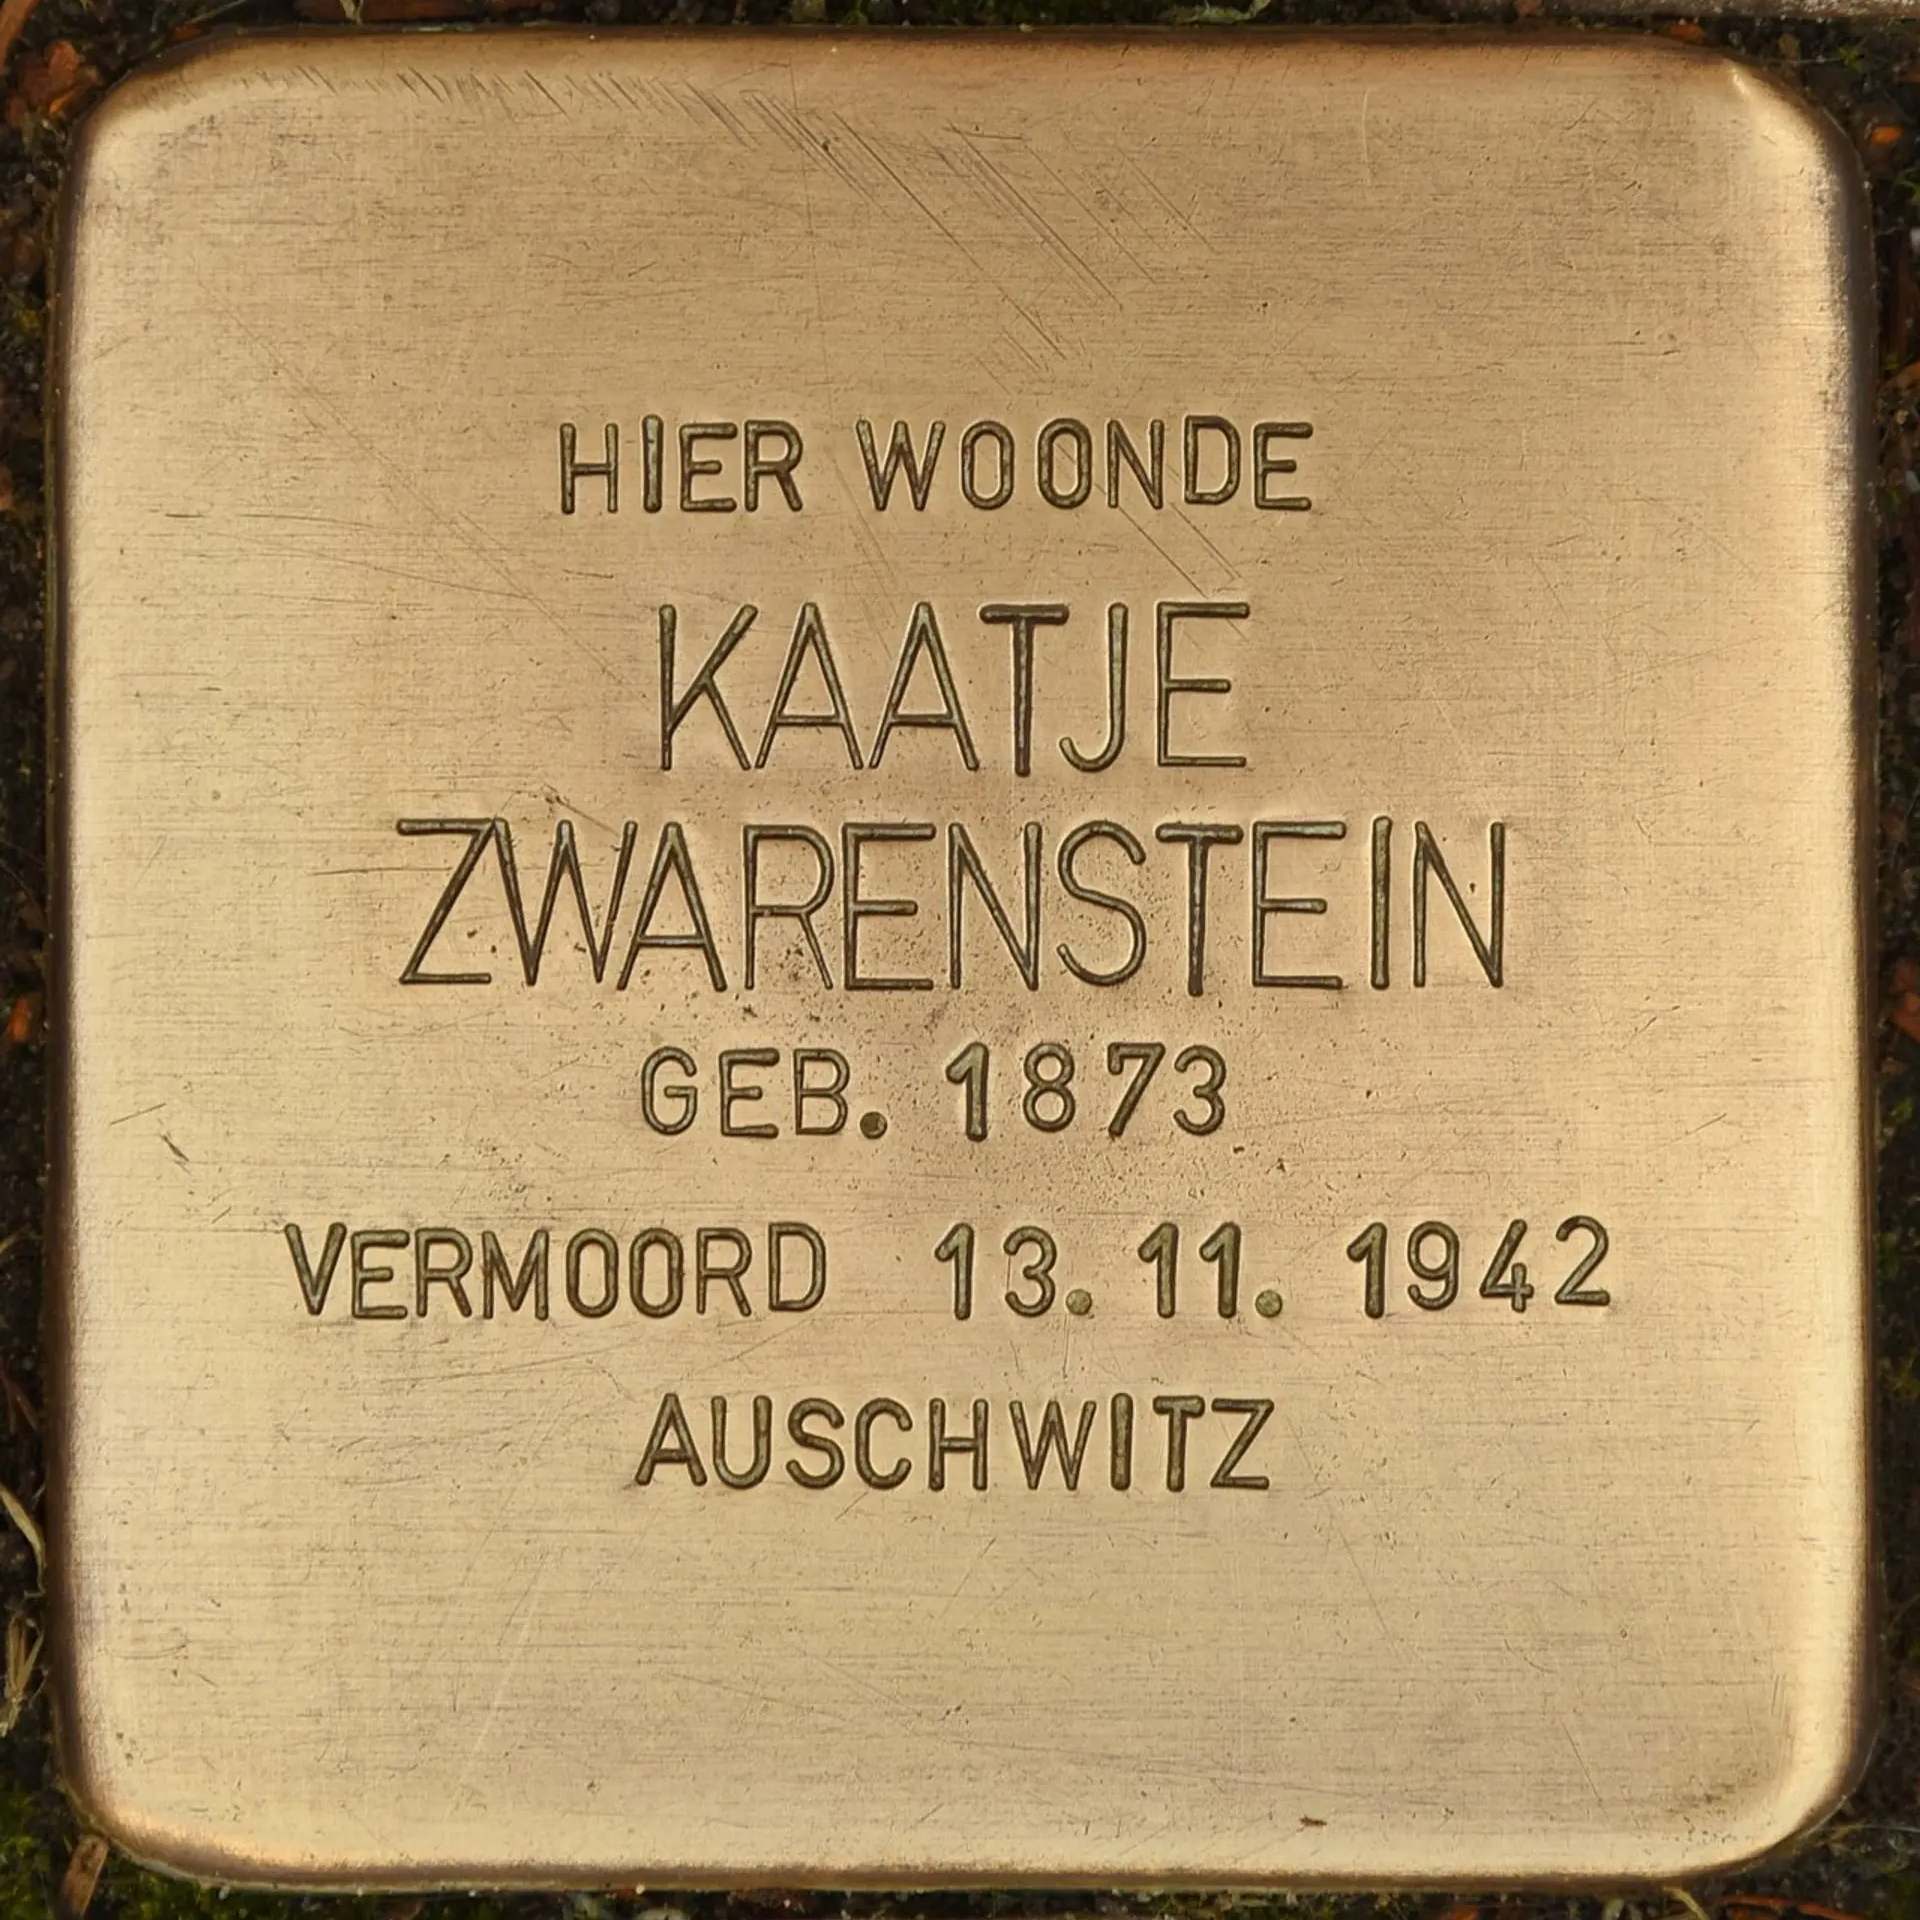 HIER WOONDE
KAATJE
ZWARENSTEIN
GEB. 1873
VERMOORD 13.11.1942
AUSCHWITZ